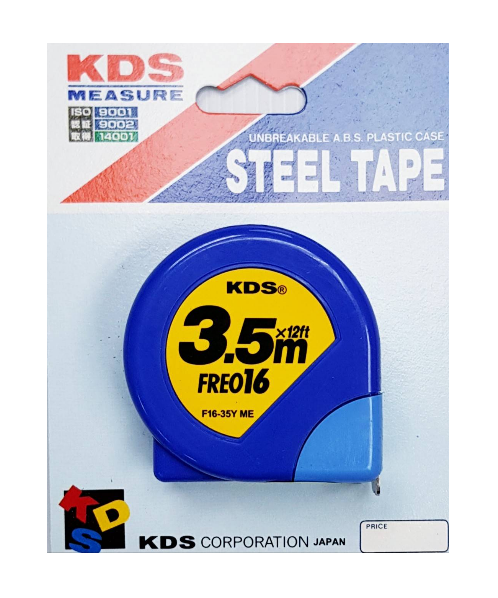 KDS
MEASURE
ISO 9001
認証 9002
取得 14001
UNBREAKABLE A.B.S. PLASTIC CASE
STEEL TAPE
KDS®
3.5m
×12ft
FREO16
F16-35Y ME
KDS
KDS CORPORATION JAPAN
PRICE